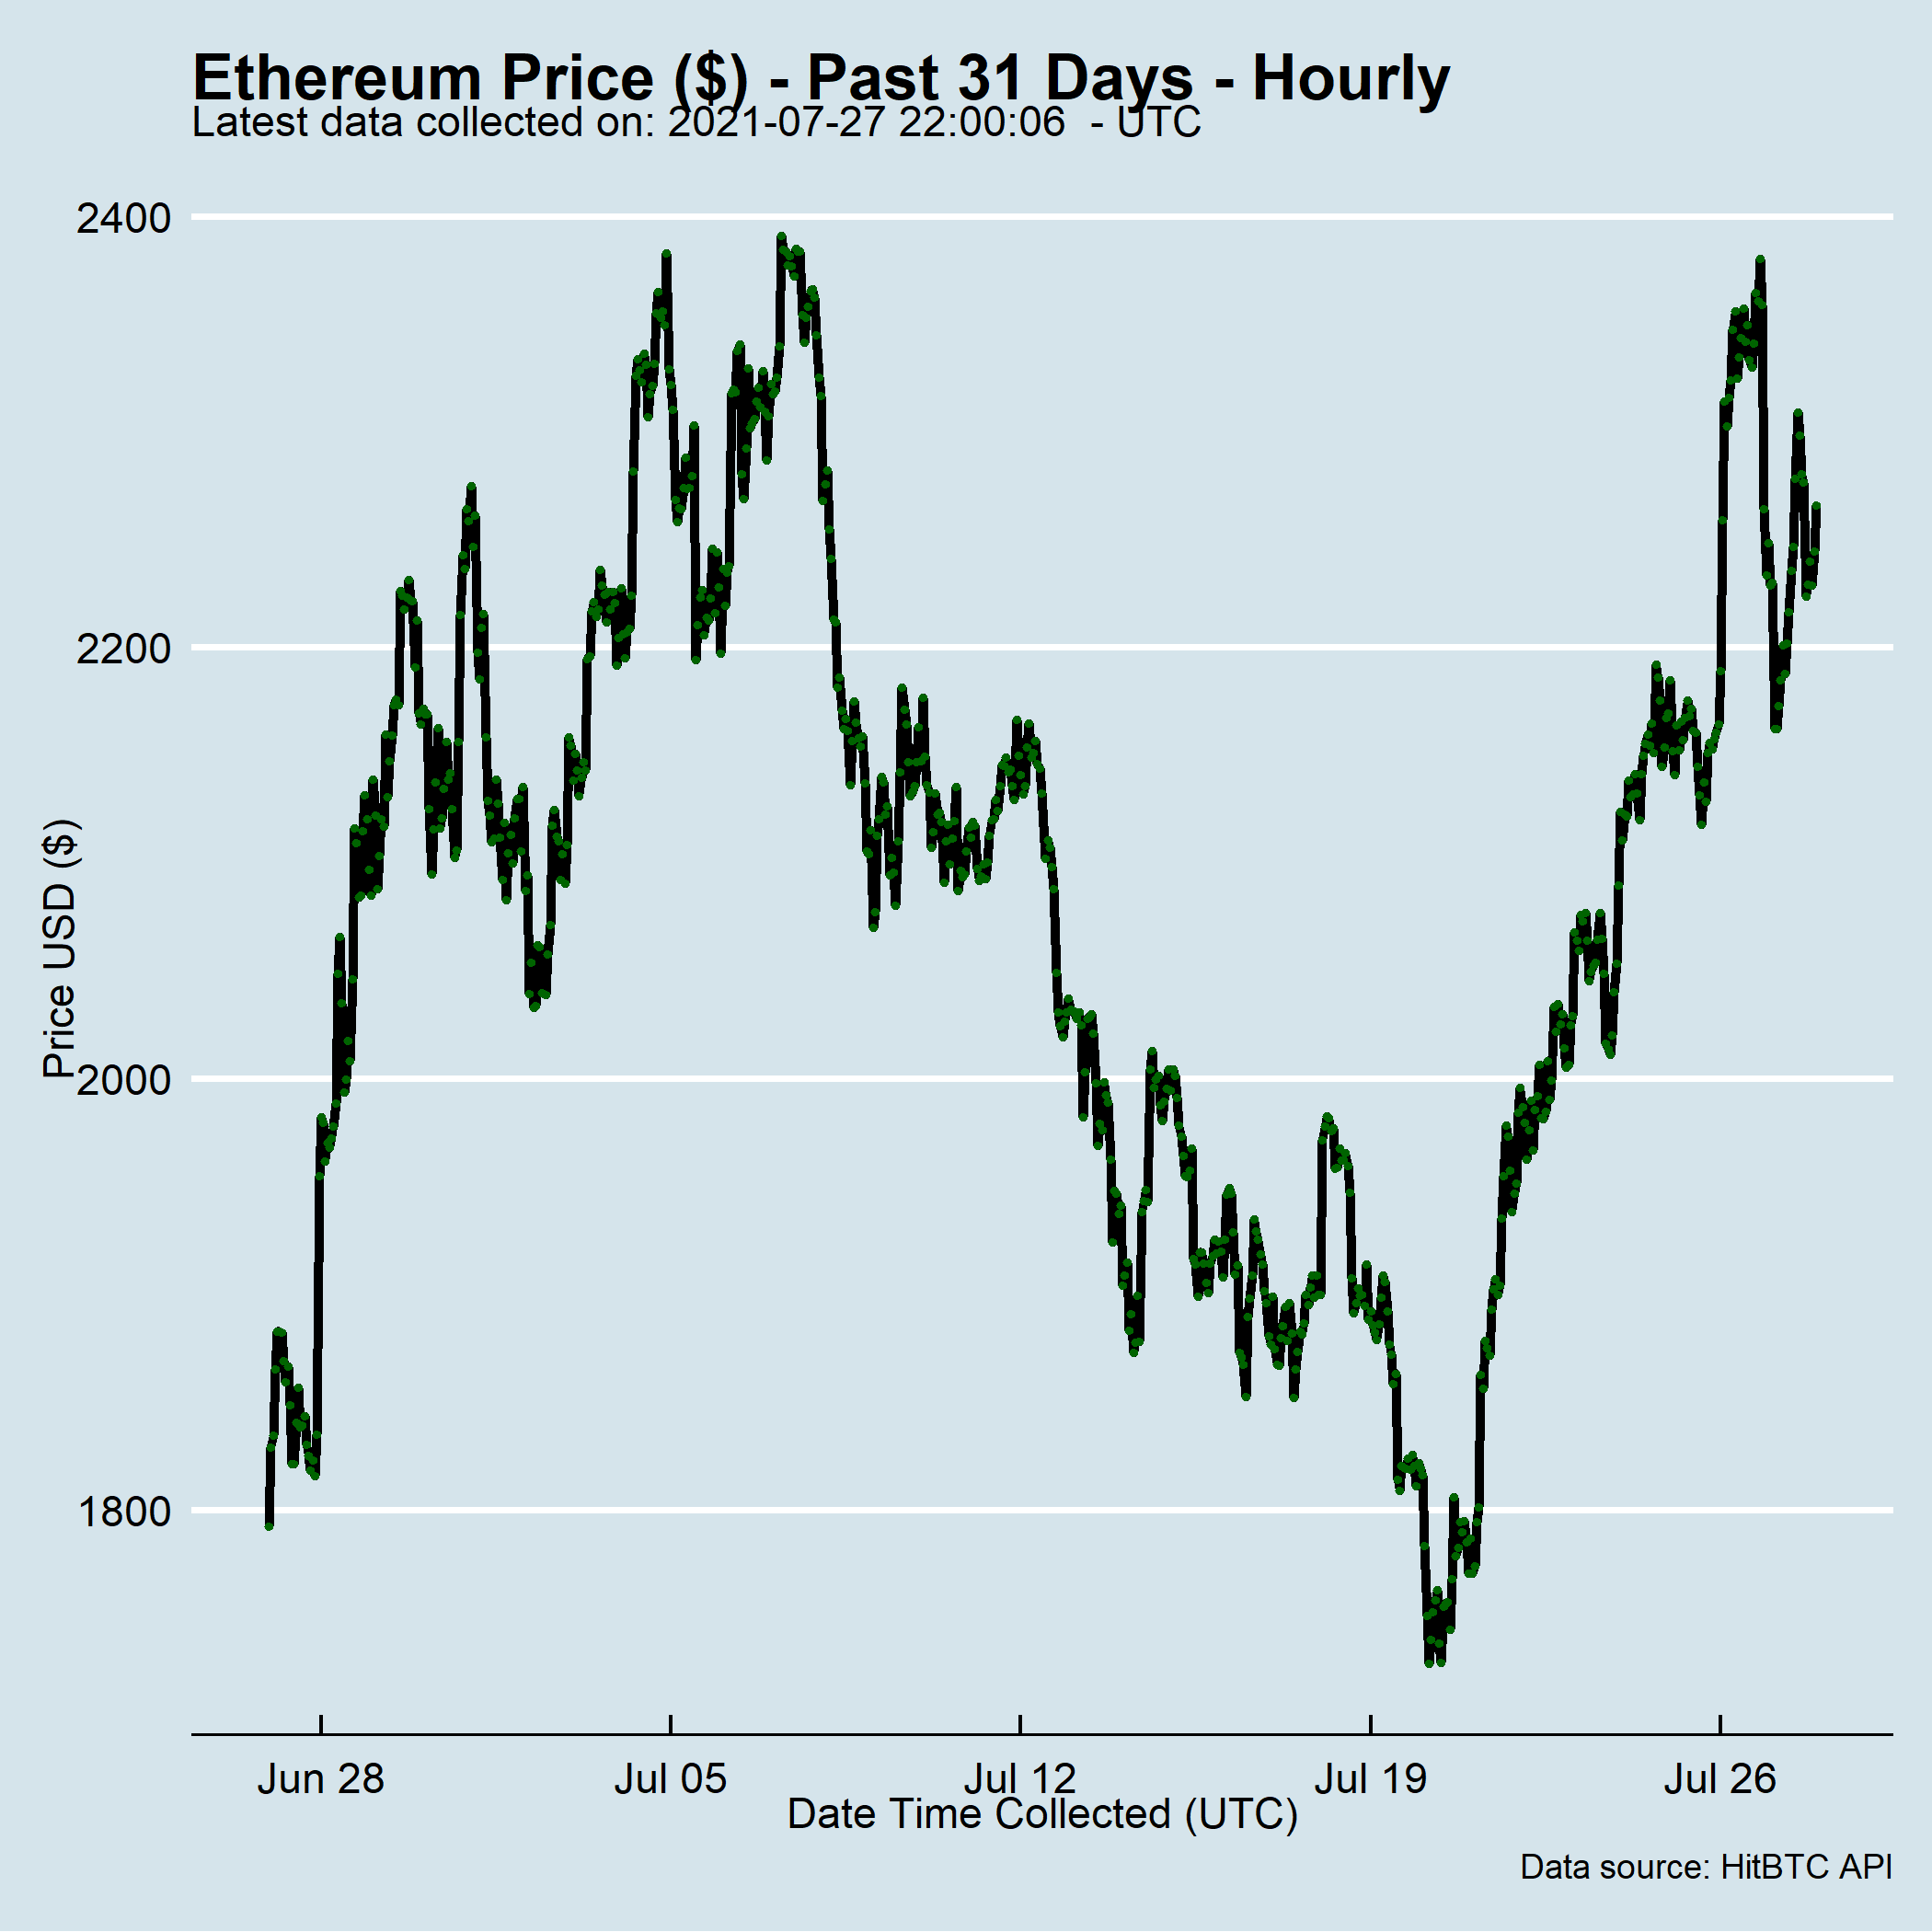 Ethereum Price ($) - Past 31 Days - Hourly
Latest data collected on: 2021-07-27 22:00:06  - UTC
2400
2200
2000
1800
Price USD ($)
Jun 28
Jul 05
Jul 12
Jul 19
Jul 26
Date Time Collected (UTC)
Data source: HitBTC API